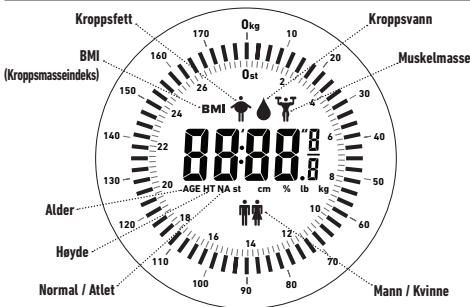 Kroppsfett
Kroppsvann
BMI
(Kroppsmasseindeks)
Muskelmasse
0kg
10
20
30
40
50
60
70
80
90
100
110
120
130
140
150
160
170
0st
2
4
6
8
10
12
14
16
18
20
22
24
26
BMI
88:88.8/8
AGE HT NA st cm % lb kg
Alder
Høyde
Normal / Atlet
Mann / Kvinne